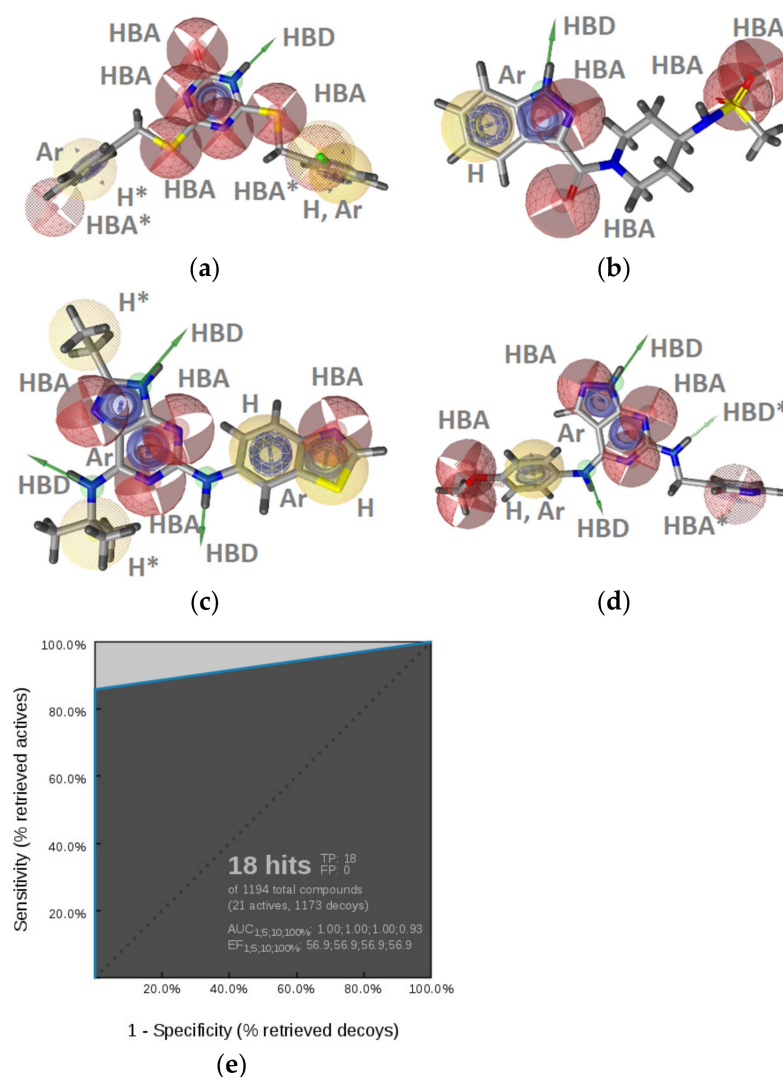 HBA
HBD
HBA
HBA
Ar
H*
HBA
HBA*
HBA*
H, Ar
(a)
HBD
Ar
HBA
HBA
H
HBA
(b)
H*
HBD
HBA
HBA
H
HBA
Ar
HBD
HBA
Ar
H
HBD
H*
(c)
HBD
HBA
HBA
HBD*
HBA
Ar
H, Ar
HBD
HBA*
(d)
Sensitivity (% retrieved actives)
100.0%
80.0%
60.0%
40.0%
20.0%
18 hits
TP: 18
FP: 0
of 1194 total compounds
(21 actives, 1173 decoys)
AUC1;5;10;100%: 1.00;1.00;1.00;0.93
EF1;5;10;100%: 56.9;56.9;56.9;56.9
20.0% 40.0% 60.0% 80.0% 100.0%
1 - Specificity (% retrieved decoys)
(e)